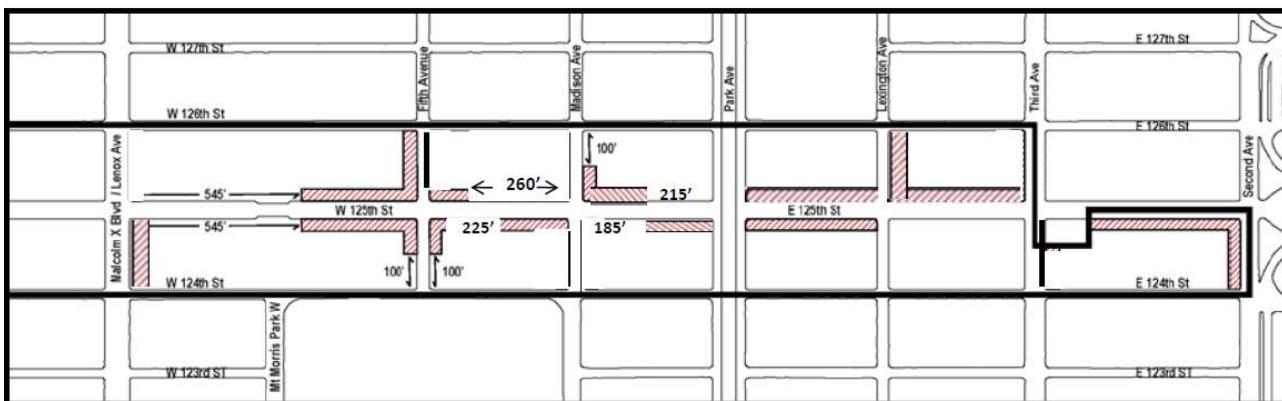 W 127th St
E 127th St
Fifth Avenue
Madison Ave
Park Ave
Lexington Ave
Third Ave
W 126th St
E 126th St
Malcolm X Blvd / Lenox Ave
Second Ave
100'
260'
545'
215'
W 125th St
E 125th St
545'
225'
185'
100'
100'
W 124th St
E 124th St
Mt Morris Park W
W 123rd ST
E 123rd ST